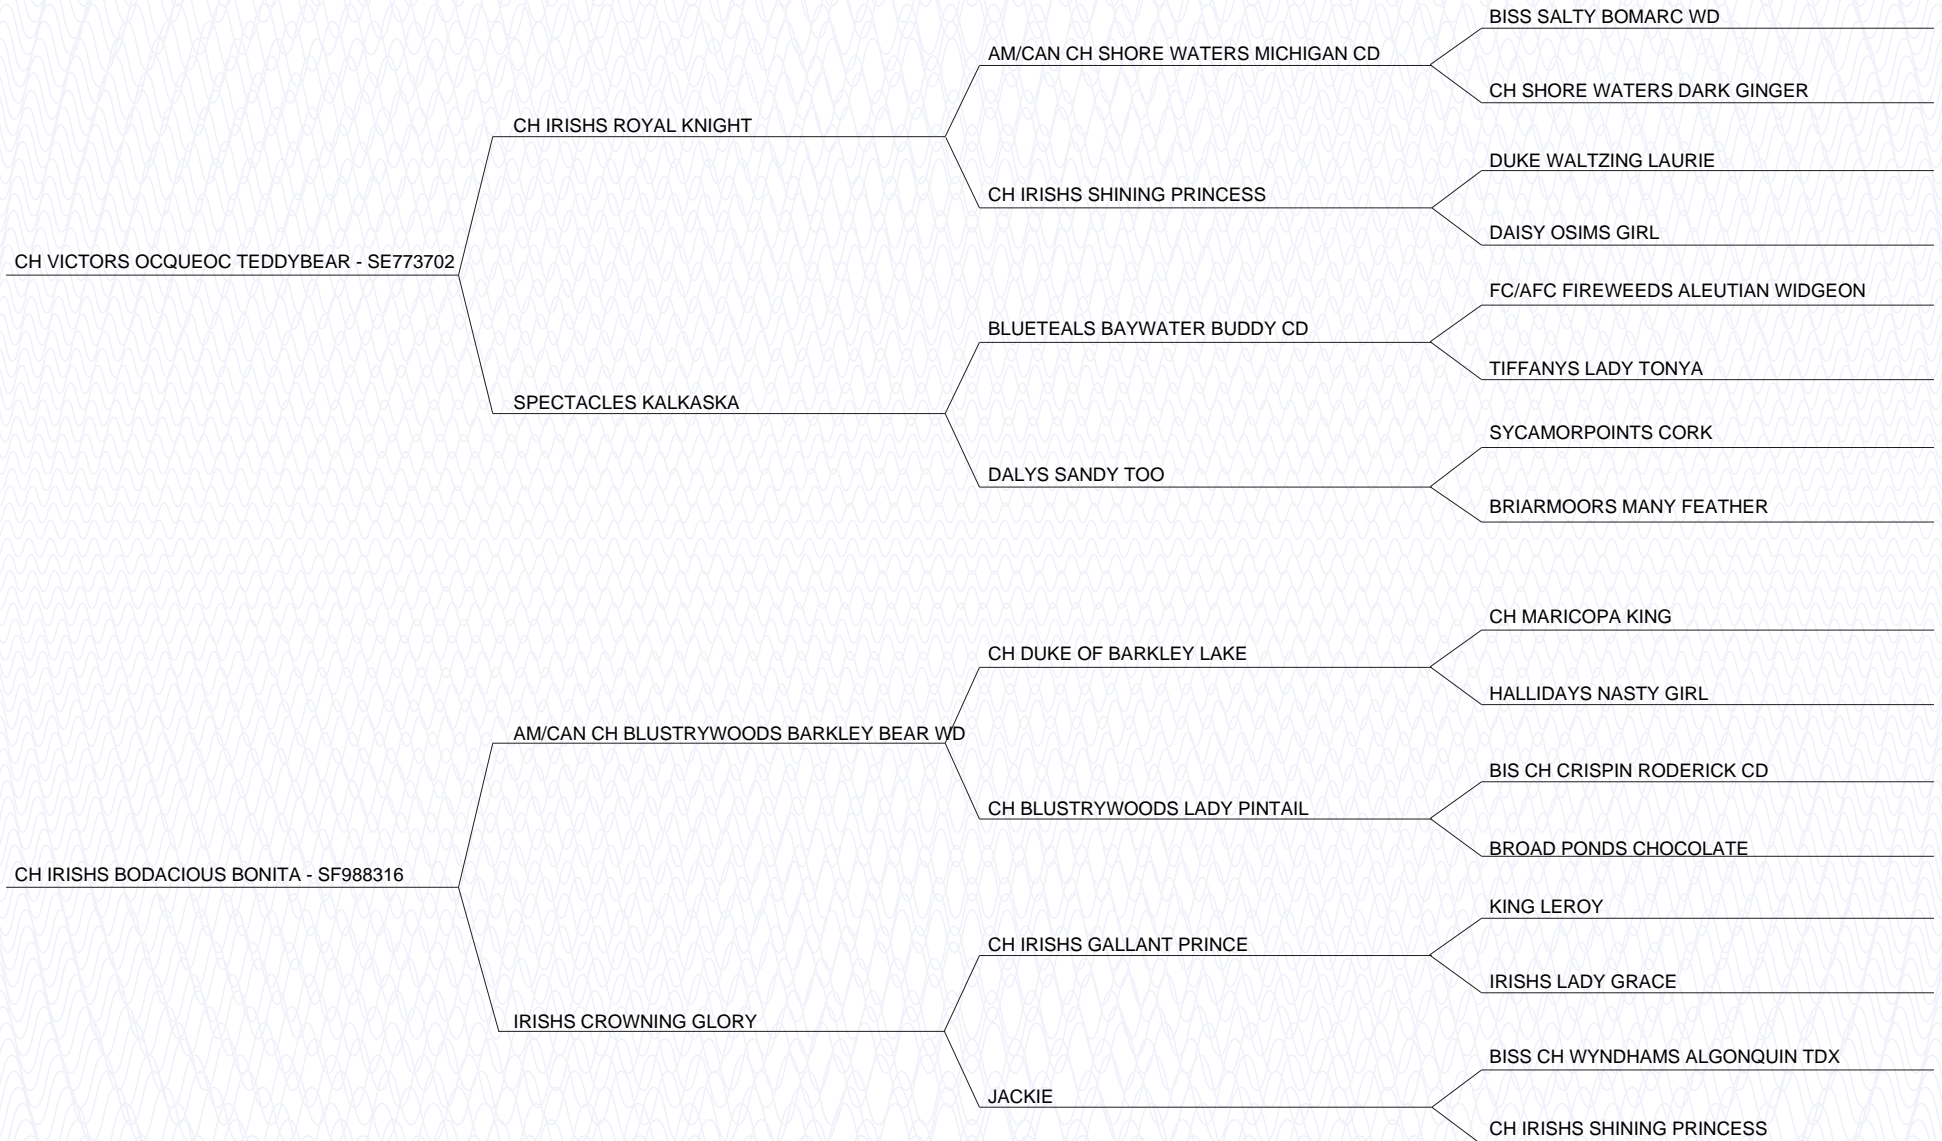 BISS SALTY BOMARC WD
AM/CAN CH SHORE WATERS MICHIGAN CD
CH SHORE WATERS DARK GINGER
CH IRISHS ROYAL KNIGHT
DUKE WALTZING LAURIE
CH IRISHS SHINING PRINCESS
DAISY OSIMS GIRL
CH VICTORS OCQUEOC TEDDYBEAR - SE773702
FC/AFC FIREWEEDS ALEUTIAN WIDGEON
BLUETEALS BAYWATER BUDDY CD
TIFFANYS LADY TONYA
SPECTACLES KALKASKA
SYCAMORPOINTS CORK
DALYS SANDY TOO
BRIARMOORS MANY FEATHER
CH MARICOPA KING
CH DUKE OF BARKLEY LAKE
HALLIDAYS NASTY GIRL
AM/CAN CH BLUSTRYWOODS BARKLEY BEAR WD
BIS CH CRISPIN RODERICK CD
CH BLUSTRYWOODS LADY PINTAIL
BROAD PONDS CHOCOLATE
CH IRISHS BODACIOUS BONITA - SF988316
KING LEROY
CH IRISHS GALLANT PRINCE
IRISHS LADY GRACE
IRISHS CROWNING GLORY
BISS CH WYNDHAMS ALGONQUIN TDX
JACKIE
CH IRISHS SHINING PRINCESS